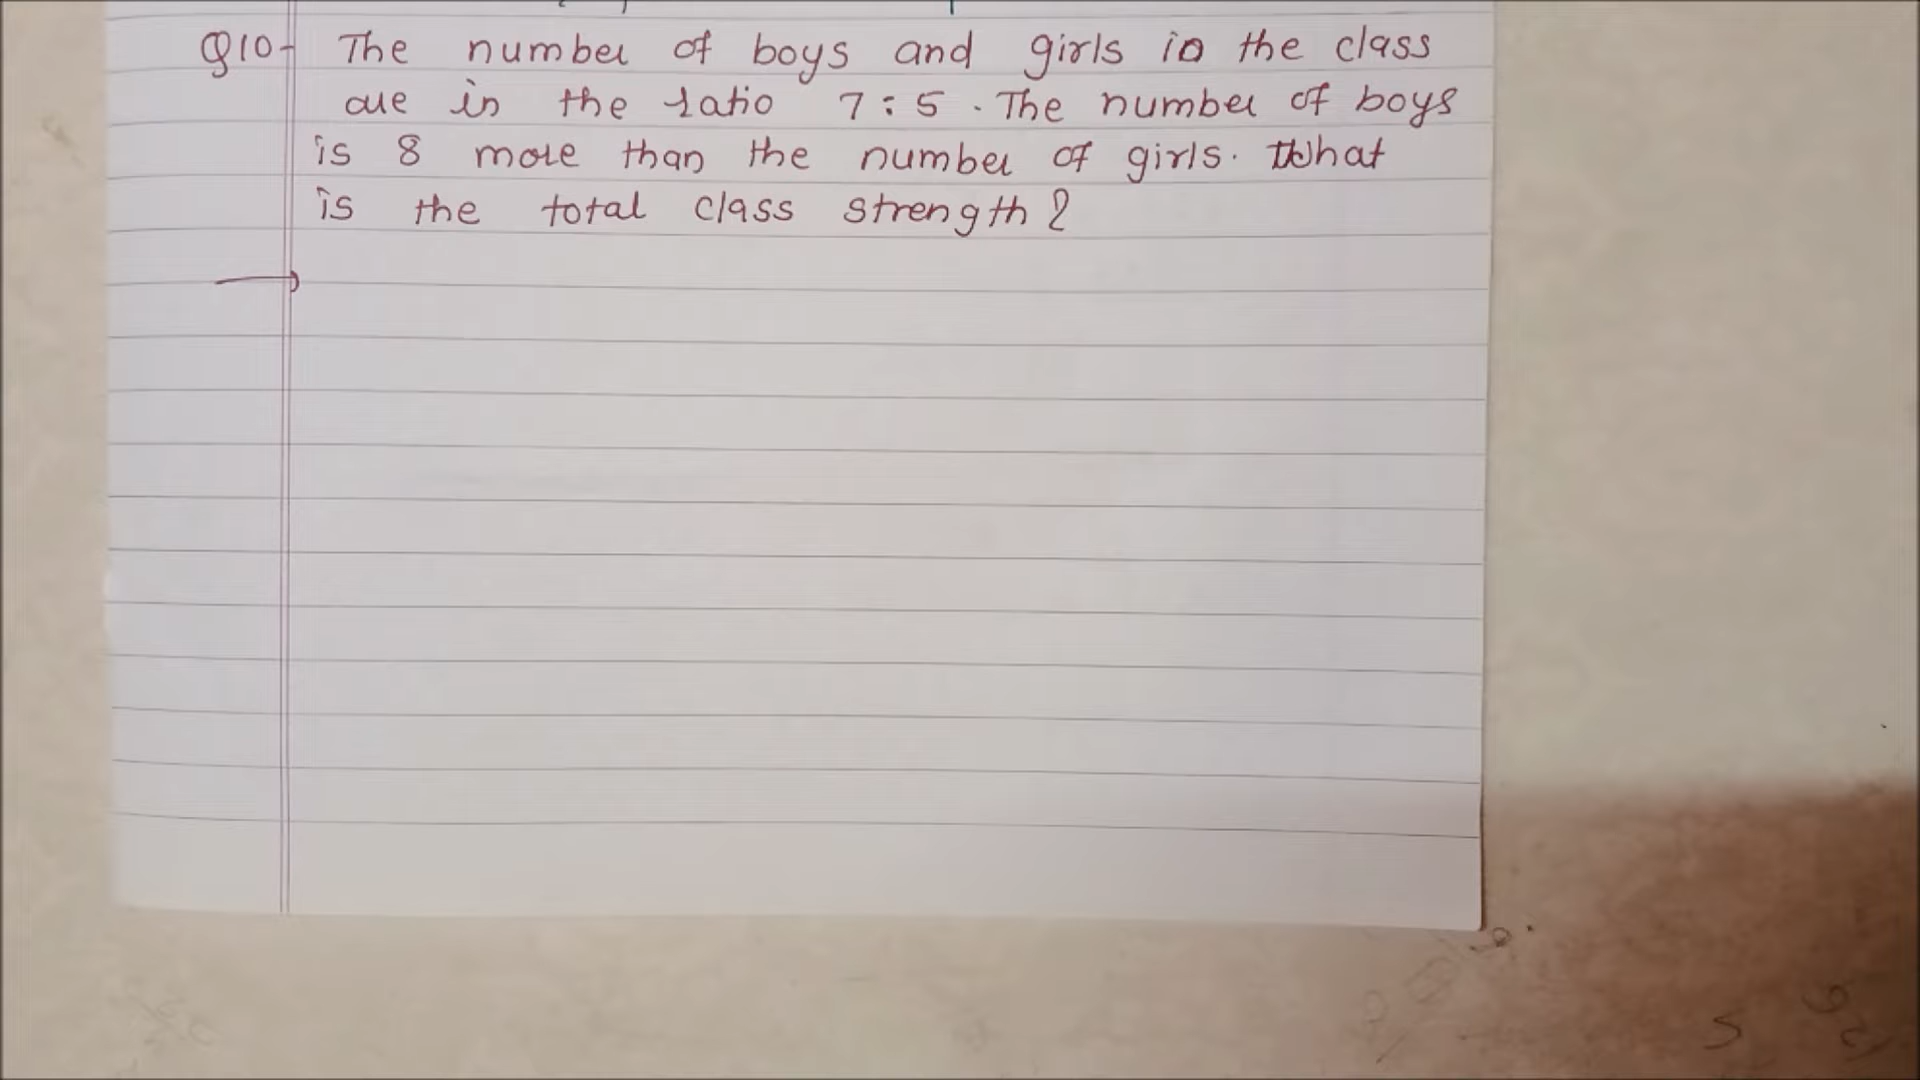 Q10- The number of boys and girls in the class
are in the ratio 7:5. The number of boys
is 8 more than the number of girls. What
is the total class strength?